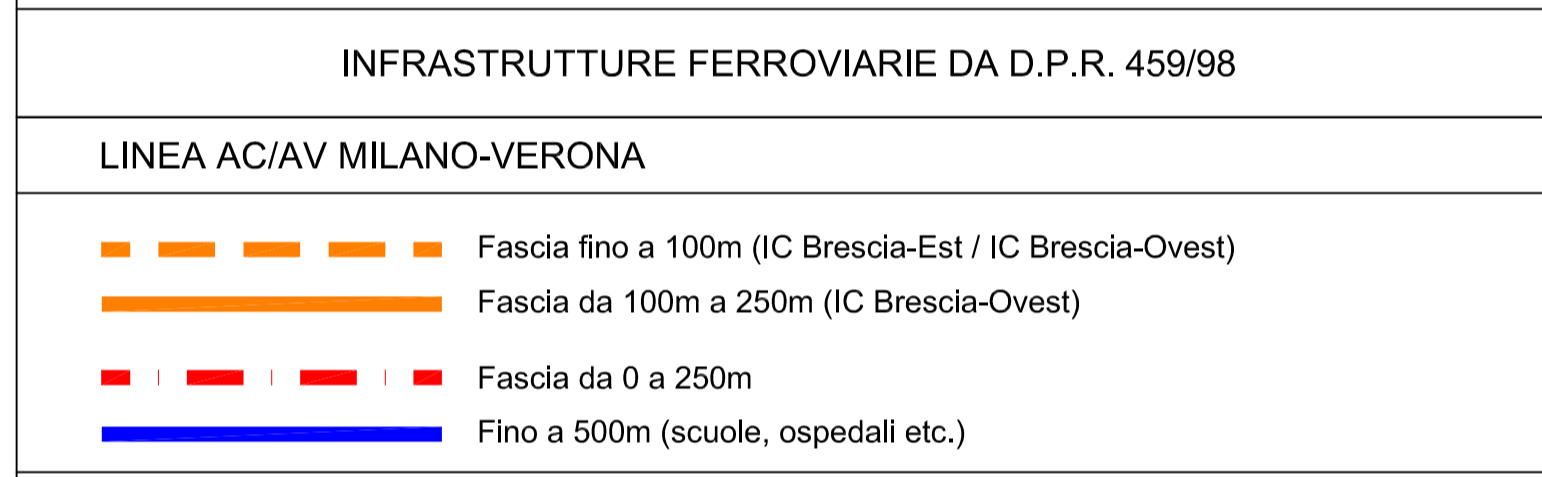 INFRASTRUTTURE FERROVIARIE DA D.P.R. 459/98
LINEA AC/AV MILANO-VERONA
Fascia fino a 100m (IC Brescia-Est / IC Brescia-Ovest)
Fascia da 100m a 250m (IC Brescia-Ovest)
Fascia da 0 a 250m
Fino a 500m (scuole, ospedali etc.)